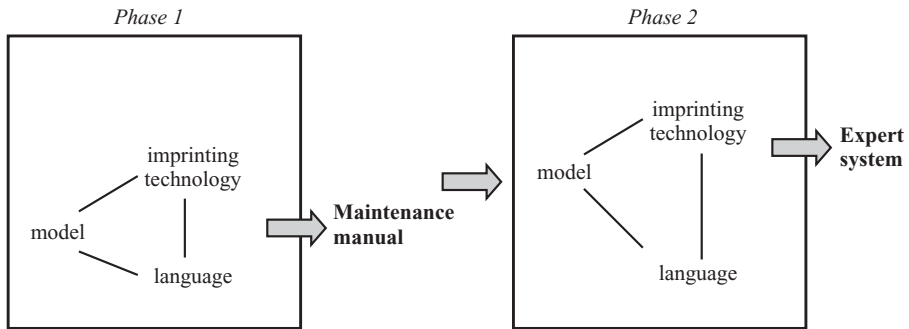 Phase 1
imprinting
technology
model
language
Maintenance
manual
Phase 2
imprinting
technology
model
language
Expert
system